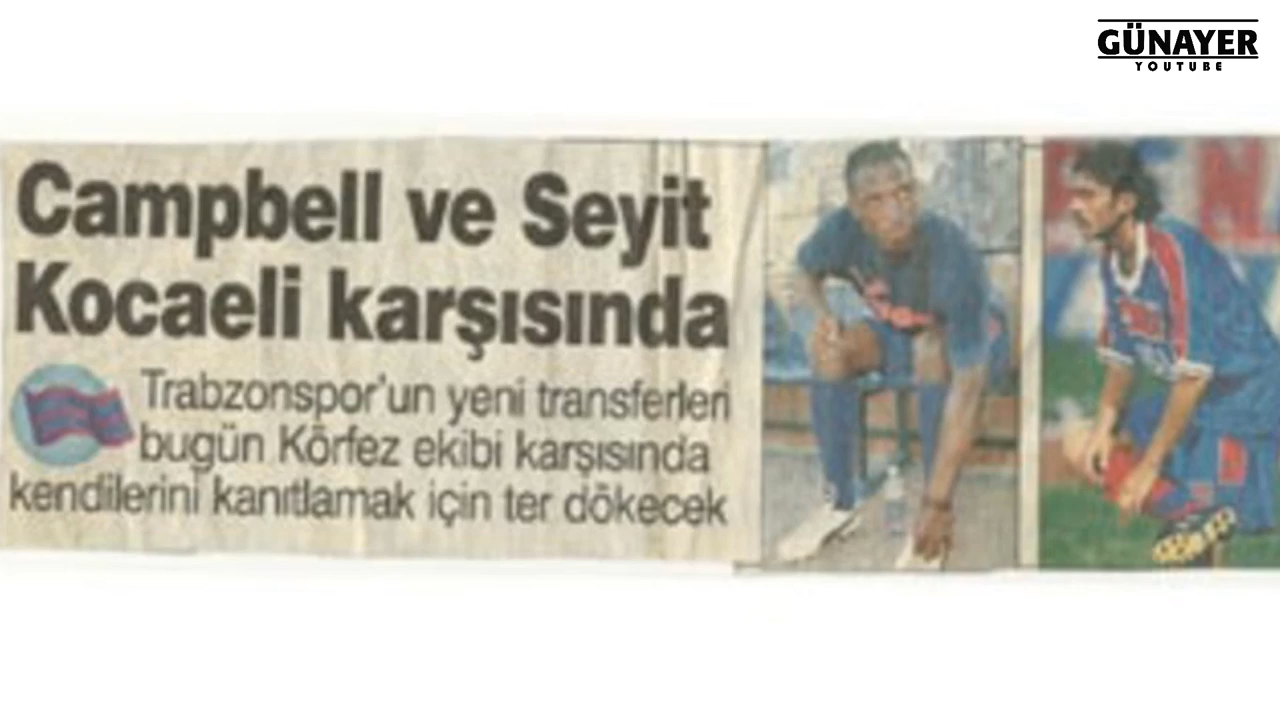 GÜNAYER
YOUTUBE
Campbell ve Seyit
Kocaeli karşısında
Trabzonspor'un yeni transferleri
bugün Körfez ekibi karşısında
kendilerini kanıtlamak için ter dökecek